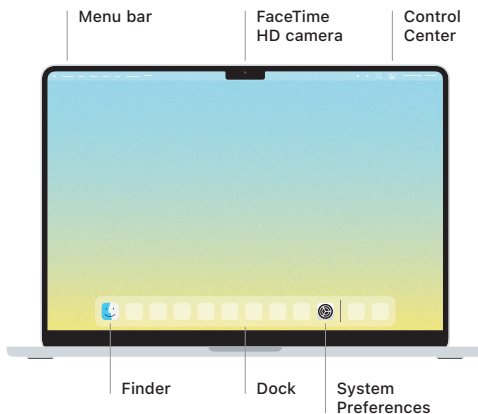 Menu bar
FaceTime
HD camera
Control
Center
Finder
Dock
System
Preferences